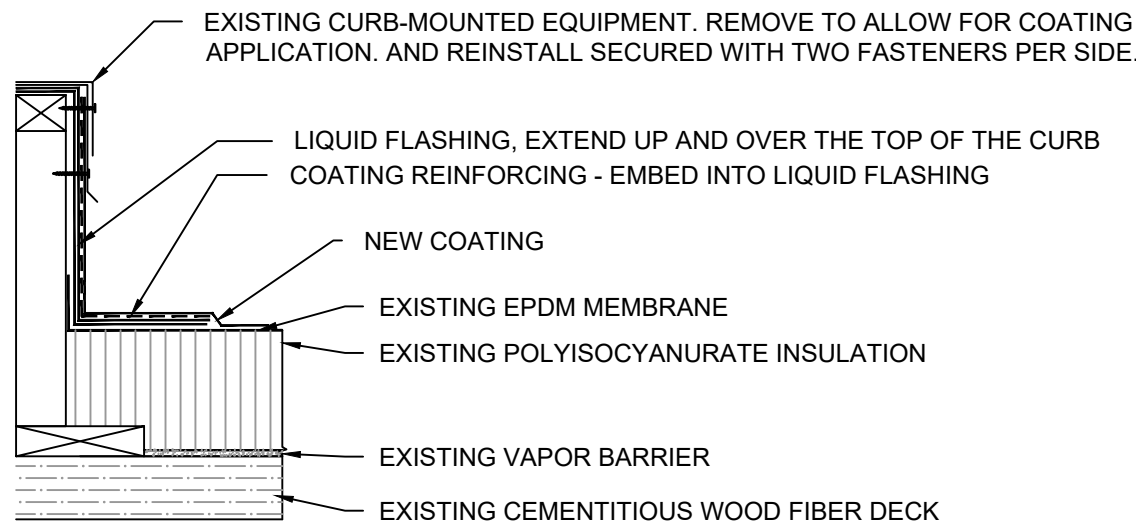 EXISTING CURB-MOUNTED EQUIPMENT. REMOVE TO ALLOW FOR COATING
APPLICATION. AND REINSTALL SECURED WITH TWO FASTENERS PER SIDE.
LIQUID FLASHING, EXTEND UP AND OVER THE TOP OF THE CURB
COATING REINFORCING - EMBED INTO LIQUID FLASHING
NEW COATING
EXISTING EPDM MEMBRANE
EXISTING POLYISOCYANURATE INSULATION
EXISTING VAPOR BARRIER
EXISTING CEMENTITIOUS WOOD FIBER DECK